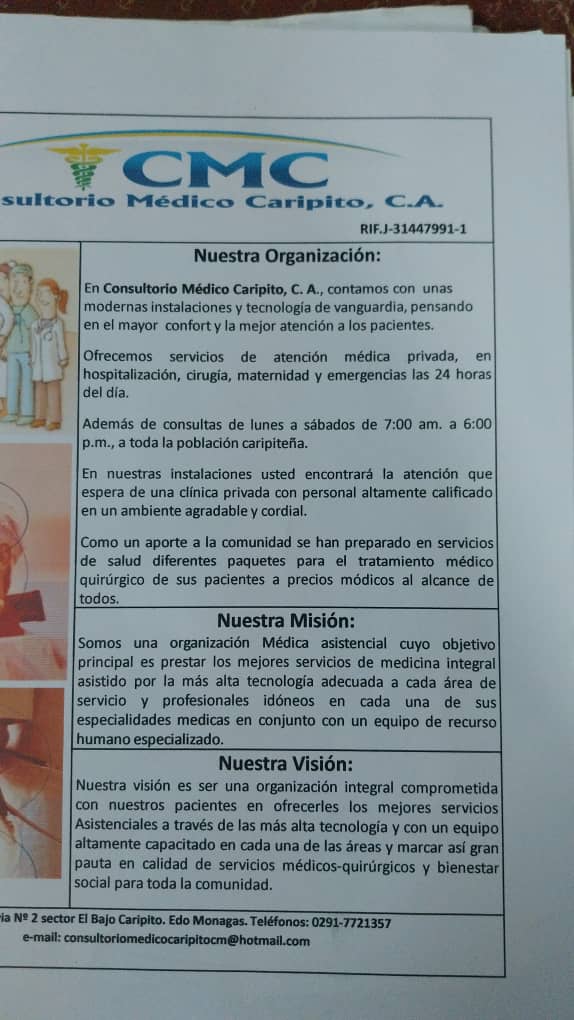 CMC
sultorio Médico Caripito, C.A.
RIF.J-31447991-1
Nuestra Organización:
En Consultorio Médico Caripito, C. A., contamos con unas
modernas instalaciones y tecnología de vanguardia, pensando
en el mayor confort y la mejor atención a los pacientes.
Ofrecemos servicios de atención médica privada, en
hospitalización, cirugía, maternidad y emergencias las 24 horas
del día.
Además de consultas de lunes a sábados de 7:00 am. a 6:00
p.m., a toda la población caripiteña.
En nuestras instalaciones usted encontrará la atención que
espera de una clínica privada con personal altamente calificado
en un ambiente agradable y cordial.
Como un aporte a la comunidad se han preparado en servicios
de salud diferentes paquetes para el tratamiento médico
quirúrgico de sus pacientes a precios módicos al alcance de
todos.
Nuestra Misión:
Somos una organización Médica asistencial cuyo objetivo
principal es prestar los mejores servicios de medicina integral
asistido por la más alta tecnología adecuada a cada área de
servicio y profesionales idóneos en cada una de sus
especialidades medicas en conjunto con un equipo de recurso
humano especializado.
Nuestra Visión:
Nuestra visión es ser una organización integral comprometida
con nuestros pacientes en ofrecerles los mejores servicios
Asistenciales a través de las más alta tecnología y con un equipo
altamente capacitado en cada una de las áreas y marcar así gran
pauta en calidad de servicios médicos-quirúrgicos y bienestar
social para toda la comunidad.
ia Nº 2 sector El Bajo Caripito. Edo Monagas. Teléfonos: 0291-7721357
e-mail: consultoriomedicocaripitocm@hotmail.com